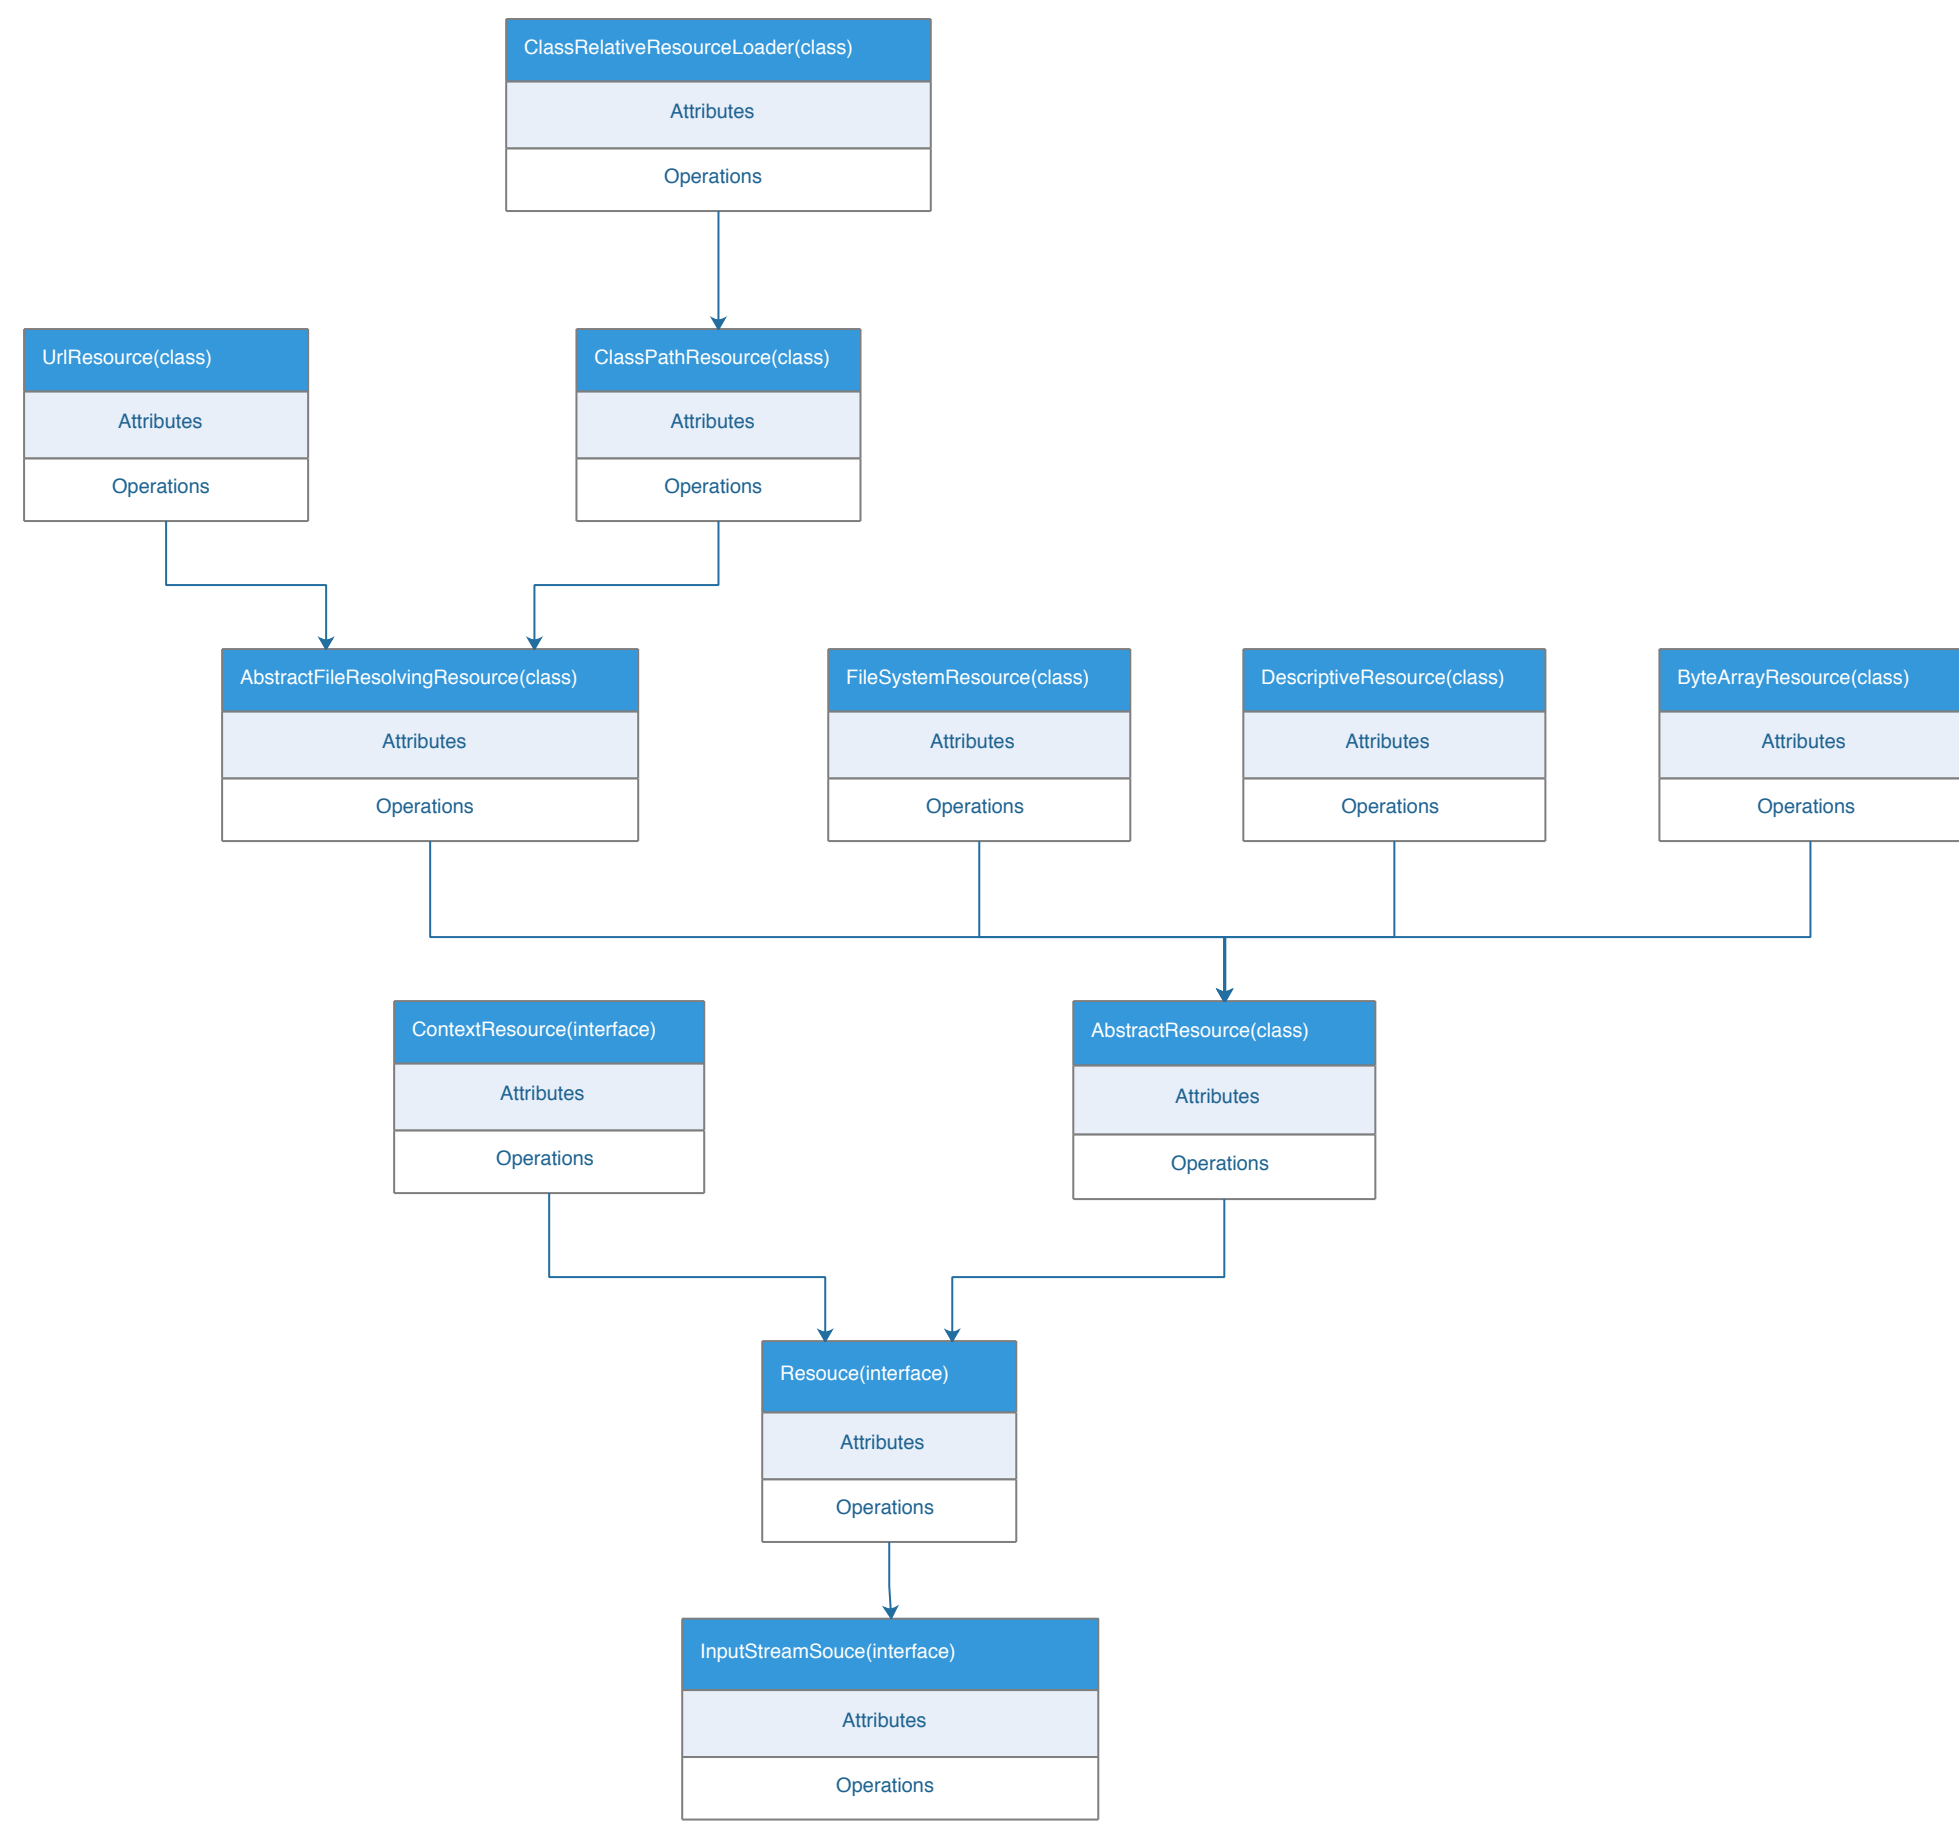 ClassRelativeResourceLoader(class)
Attributes
Operations
UrlResource(class)
Attributes
Operations
ClassPathResource(class)
Attributes
Operations
AbstractFileResolvingResource(class)
Attributes
Operations
FileSystemResource(class)
Attributes
Operations
DescriptiveResource(class)
Attributes
Operations
ByteArrayResource(class)
Attributes
Operations
ContextResource(interface)
Attributes
Operations
AbstractResource(class)
Attributes
Operations
Resouce(interface)
Attributes
Operations
InputStreamSouce(interface)
Attributes
Operations